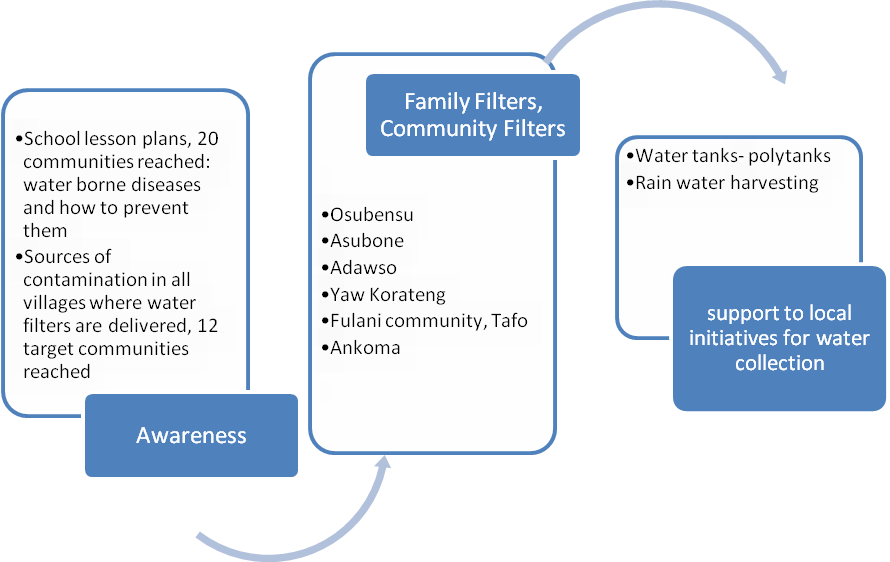 •School lesson plans, 20
communities reached:
water borne diseases
and how to prevent
them
•Sources of
contamination in all
villages where water
filters are delivered, 12
target communities
reached
Awareness
Family Filters,
Community Filters
•Osubensu
•Asubone
•Adawso
•Yaw Korateng
•Fulani community, Tafo
•Ankoma
•Water tanks- polytanks
•Rain water harvesting
support to local
initiatives for water
collection